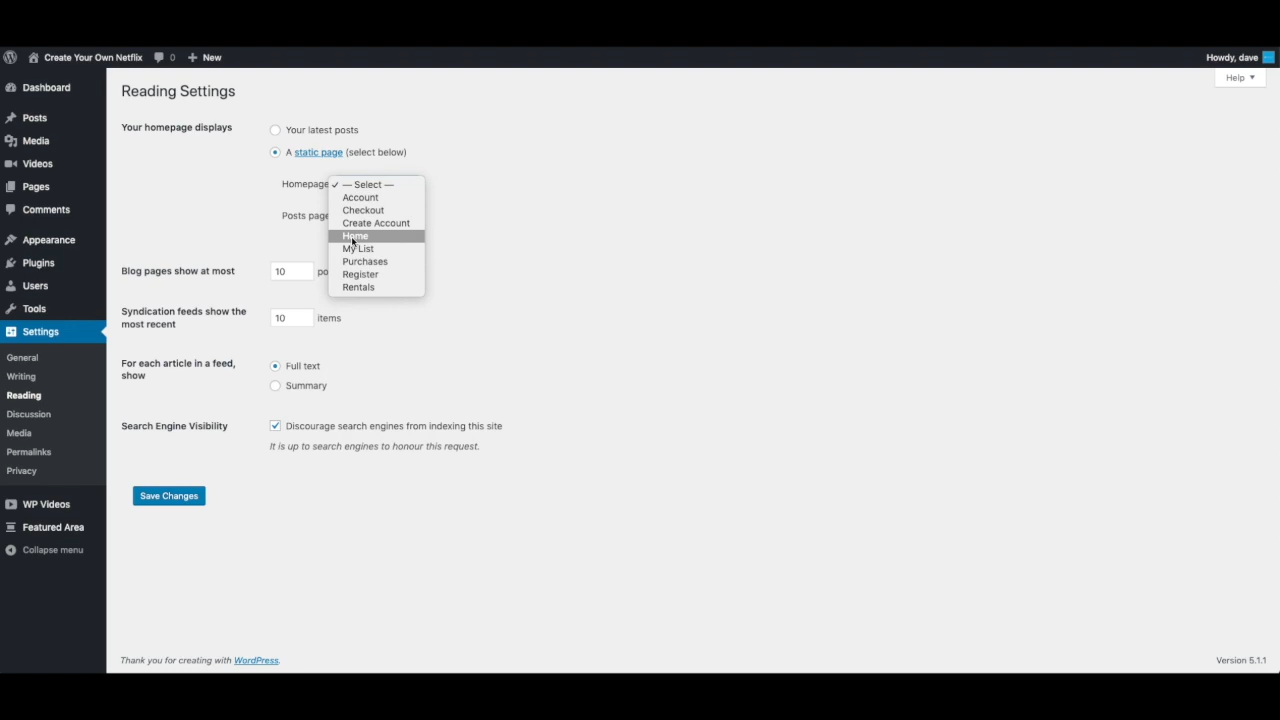 Create Your Own Netflix 0 New Howdy, dave
Help
Dashboard
Posts
Media
Videos
Pages
Comments
Appearance
Plugins
Users
Tools
Settings
General
Writing
Reading
Discussion
Media
Permalinks
Privacy
WP Videos
Featured Area
Collapse menu
Reading Settings
Your homepage displays
Your latest posts
A static page (select below)
Homepage
— Select —
Account
Checkout
Create Account
Home
My List
Purchases
Register
Rentals
Posts page
Blog pages show at most 10 po
Syndication feeds show the
most recent
10 items
For each article in a feed,
show
Full text
Summary
Search Engine Visibility
Discourage search engines from indexing this site
It is up to search engines to honour this request.
Save Changes
Thank you for creating with WordPress.
Version 5.1.1